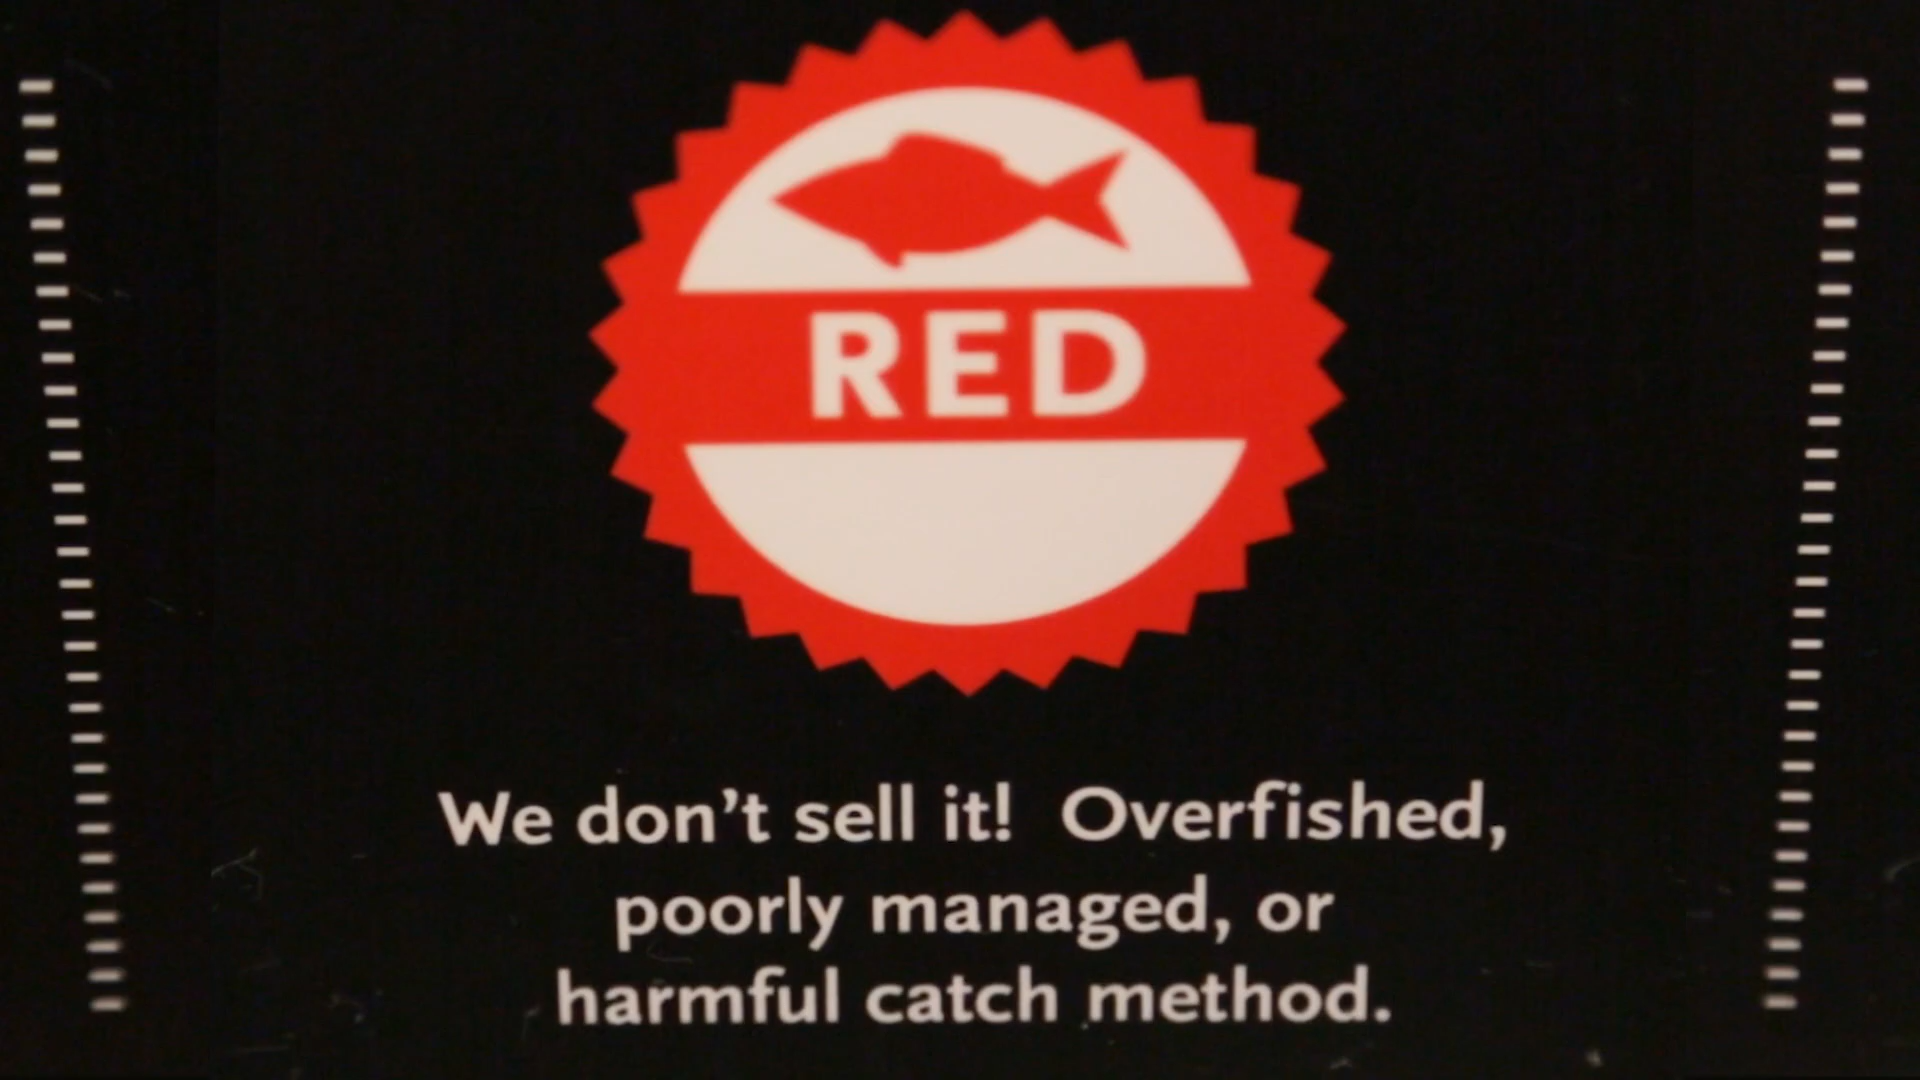 RED
We don't sell it! Overfished,
poorly managed, or
harmful catch method.